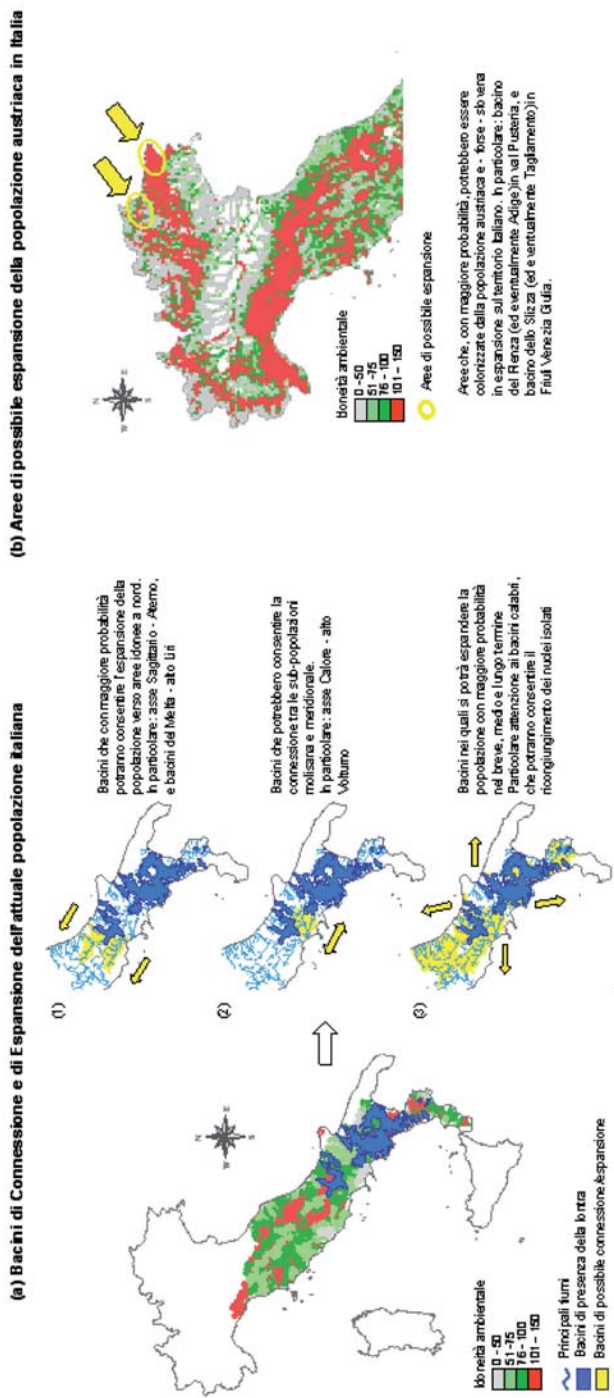 (a) Bacini di Connessione e di Espansione dell'attuale popolazione italiana
N
E
S
W
Idoneità ambientale
0 - 50
51 -75
76 - 100
101 - 150
Principali fiumi
Bacini di presenza della lontra
Bacini di possibile connessione/espansione
(1)
Bacini che con maggiore probabilità
potranno consentire l'espansione della
popolazione verso aree idonee a nord.
In particolare: asse Sagittario - Aterno,
e bacini del Melfa - alto Liri
(2)
Bacini che potrebbero consentire la
connessione tra le sub-popolazioni
molisana e meridionale.
In particolare: asse Calore - alto
Volturno
(3)
Bacini nei quali si potrà espandere la
popolazione con maggiore probabilità
nel breve, medio e lungo termine
Particolare attenzione ai bacini calabri,
che potranno consentire il
ricongiungimento dei nuclei isolati
(b) Aree di possibile espansione della popolazione austriaca in Italia
N
E
S
W
Idoneità ambientale
0 -50
51 -75
76 - 100
101 - 150
Aree di possibile espansione
Aree che, con maggiore probabilità, potrebbero essere
colonizzate dalla popolazione austriaca e - forse - slovena
in espansione sul territorio italiano. In particolare: bacino
del Rienza (ed eventualmente Adige) in val Pusteria, e
bacino dello Slizza (ed eventualmente Tagliamento) in
Friuli Venezia Giulia.